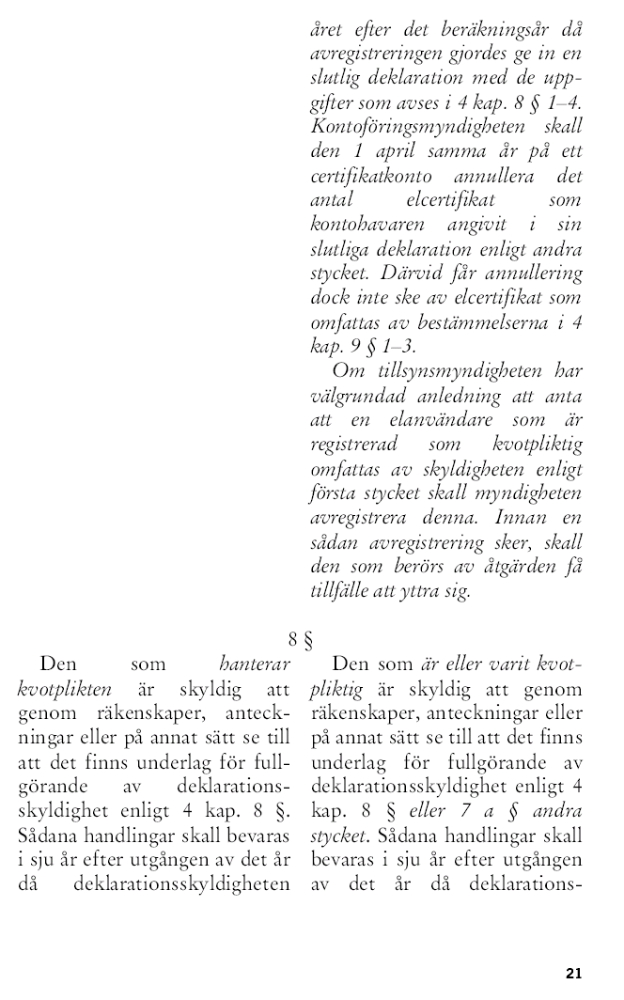 året efter det beräkningsår då
avregistreringen gjordes ge in en
slutlig deklaration med de upp-
gifter som avses i 4 kap. 8 § 1–4.
Kontoföringsmyndigheten skall
den 1 april samma år på ett
certifikatkonto annullera det
antal elcertifikat som
kontohavaren angivit i sin
slutliga deklaration enligt andra
stycket. Därvid får annullering
dock inte ske av elcertifikat som
omfattas av bestämmelserna i 4
kap. 9 § 1–3.
Om tillsynsmyndigheten har
välgrundad anledning att anta
att en elanvändare som är
registrerad som kvotpliktig
omfattas av skyldigheten enligt
första stycket skall myndigheten
avregistrera denna. Innan en
sådan avregistrering sker, skall
den som berörs av åtgärden få
tillfälle att yttra sig.
8 §
Den som hanterar
kvotplikten är skyldig att
genom räkenskaper, anteck-
ningar eller på annat sätt se till
att det finns underlag för full-
görande av deklarations-
skyldighet enligt 4 kap. 8 §.
Sådana handlingar skall bevaras
i sju år efter utgången av det år
då deklarationsskyldigheten
Den som är eller varit kvot-
pliktig är skyldig att genom
räkenskaper, anteckningar eller
på annat sätt se till att det finns
underlag för fullgörande av
deklarationsskyldighet enligt 4
kap. 8 § eller 7 a § andra
stycket. Sådana handlingar skall
bevaras i sju år efter utgången
av det år då deklarations-
21